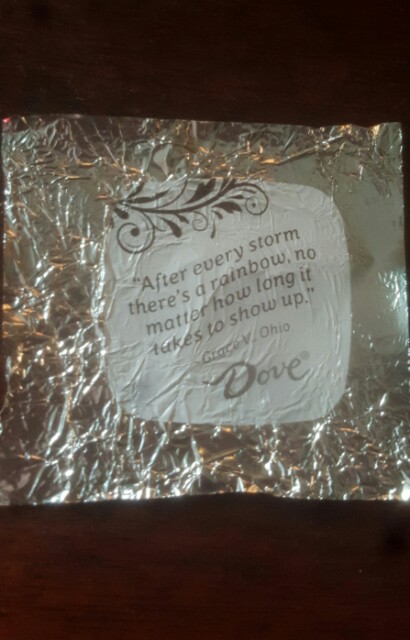 "After every storm
there's a rainbow, no
matter how long it
takes to show up."
Grace V., Ohio
Dove®